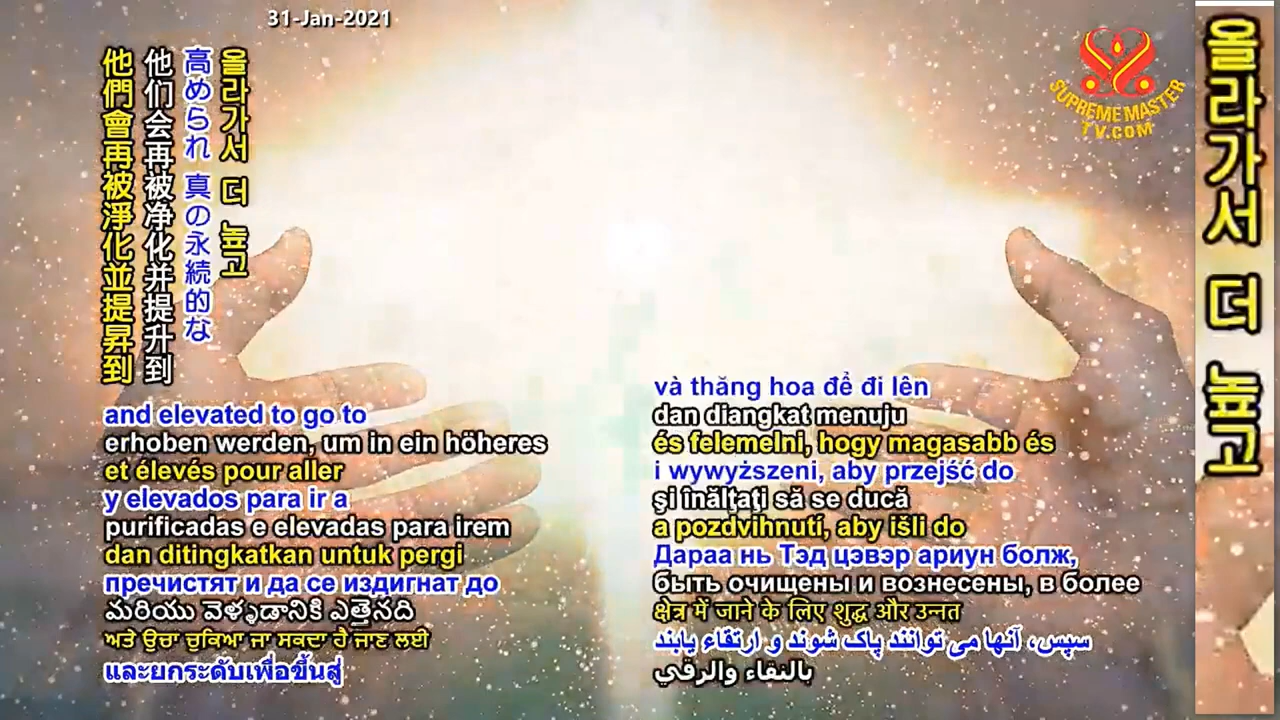 31-Jan-2021
SUPREME MASTER
TV.COM
올라가서 더 높고
올라가서 더 높고
高められ 真の永続的な
他们会再被净化并提升到
他們會再被淨化並提昇到
and elevated to go to
erhoben werden, um in ein höheres
et élevés pour aller
y elevados para ir a
purificadas e elevadas para irem
dan ditingkatkan untuk pergi
пречистят и да се издигнат до
మరియు వెళ్ళడానికి ఎత్తైనది
ਅਤੇ ਉਚਾ ਚੁਕਿਆ ਜਾ ਸਕਦਾ ਹੈ ਜਾਣ ਲਈ
และยกระดับเพื่อขึ้นสู่
và thăng hoa để đi lên
dan diangkat menuju
és felemelni, hogy magasabb és
i wywyższeni, aby przejść do
şi înălţaţi să se ducă
a pozdvihnutí, aby išli do
Дараа нь Тэд цэвэр ариун болж,
быть очищены и вознесены, в более
क्षेत्र में जाने के लिए शुद्ध और उन्नत
سپس، آنها می توانند پاک شوند و ارتقاء یابند
بالنقاء والرقي